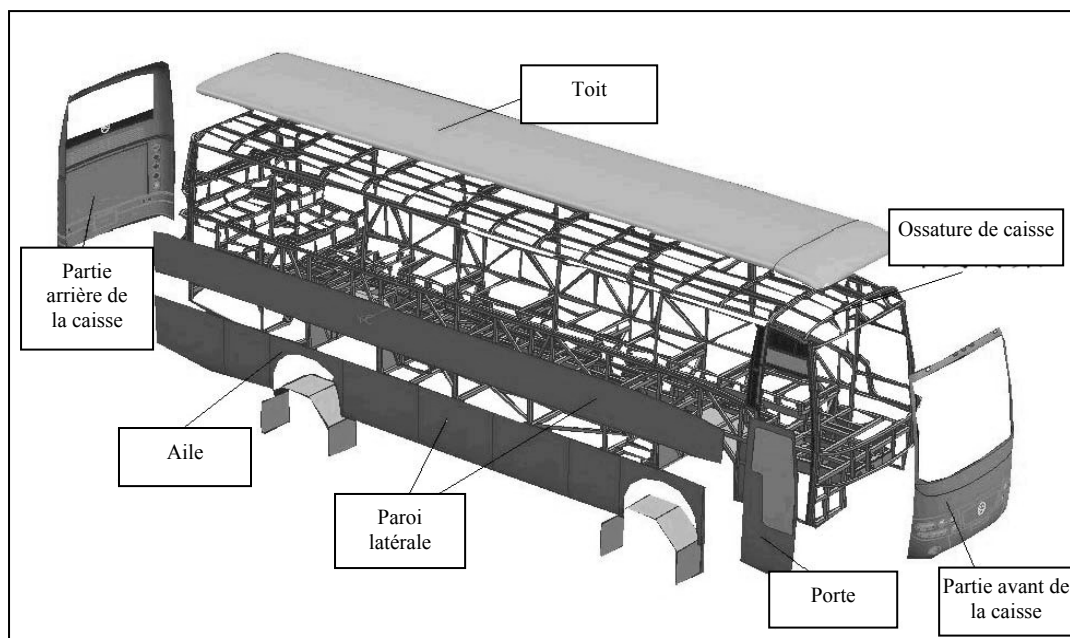 Toit
Ossature de caisse
Partie
arrière de
la caisse
Aile
Paroi
latérale
Porte
Partie avant de
la caisse